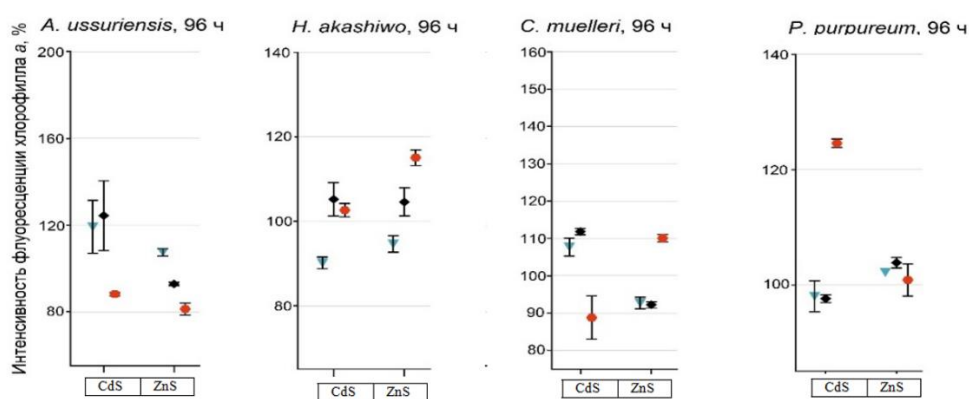 A. ussuriensis, 96 ч
H. akashiwo, 96 ч
C. muelleri, 96 ч
P. purpureum, 96 ч
Интенсивность флуоресценции хлорофилла a, %
200
160
120
80
CdS ZnS
140
120
100
80
CdS ZnS
160
150
140
130
120
110
100
90
80
CdS ZnS
140
120
100
CdS ZnS